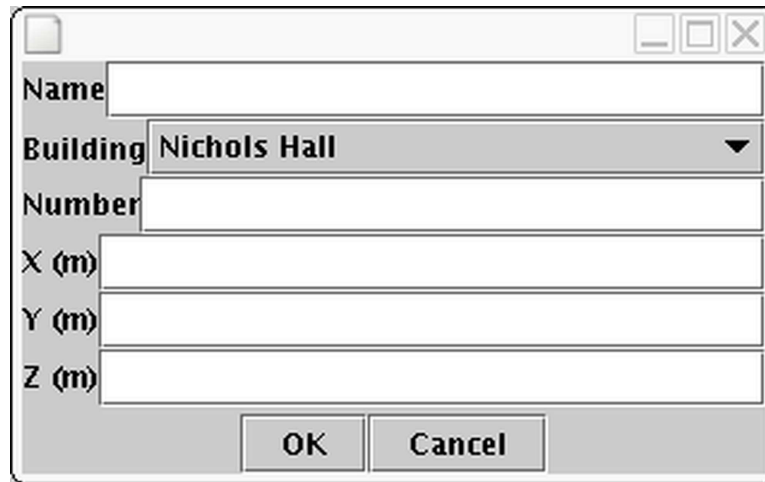 Name
Building Nichols Hall
Number
X (m)
Y (m)
Z (m)
OK Cancel